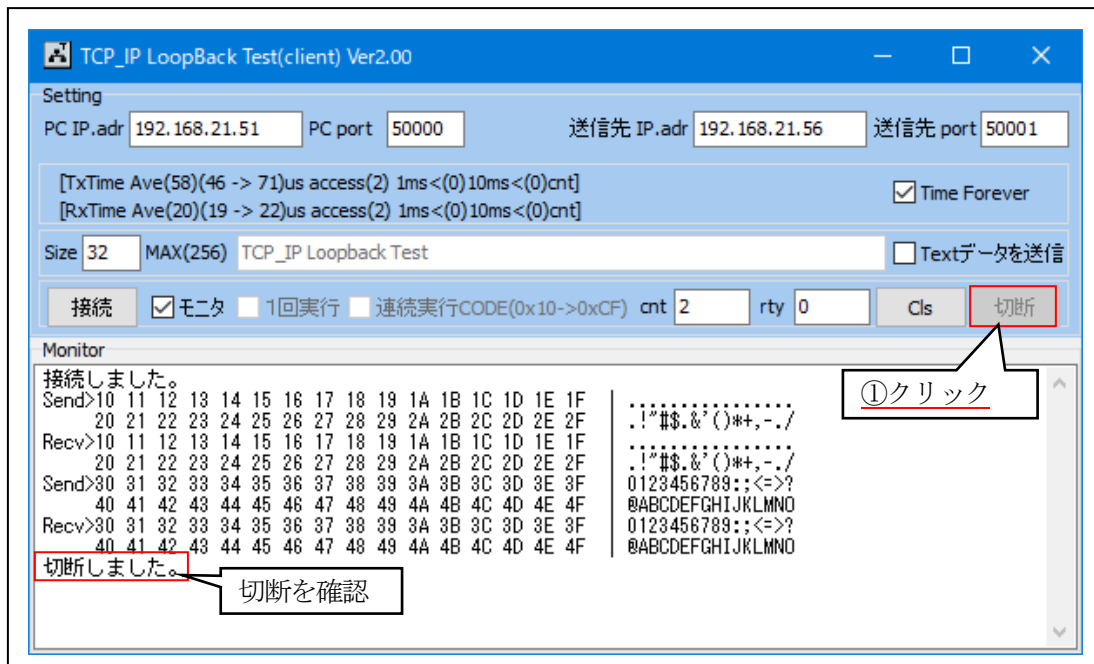 TCP_IP LoopBack Test(client) Ver2.00
Setting
PC IP.adr 192.168.21.51 PC port 50000 送信先 IP.adr 192.168.21.56 送信先 port 50001
[TxTime Ave(58)(46 -> 71)us access(2) 1ms<(0)10ms<(0)cnt]
[RxTime Ave(20)(19 -> 22)us access(2) 1ms<(0)10ms<(0)cnt]
Time Forever
Size 32 MAX(256) TCP_IP Loopback Test Textデータを送信
接続 モニタ 1回実行 連続実行CODE(0x10->0xCF) cnt 2 rty 0 Cls 切断
Monitor
①クリック
接続しました。
Send>10 11 12 13 14 15 16 17 18 19 1A 1B 1C 1D 1E 1F | ................
20 21 22 23 24 25 26 27 28 29 2A 2B 2C 2D 2E 2F | .!"#$.&'()*+,-./
Recv>10 11 12 13 14 15 16 17 18 19 1A 1B 1C 1D 1E 1F | ................
20 21 22 23 24 25 26 27 28 29 2A 2B 2C 2D 2E 2F | .!"#$.&'()*+,-./
Send>30 31 32 33 34 35 36 37 38 39 3A 3B 3C 3D 3E 3F | 0123456789:;<=>?
40 41 42 43 44 45 46 47 48 49 4A 4B 4C 4D 4E 4F | @ABCDEFGHIJKLMNO
Recv>30 31 32 33 34 35 36 37 38 39 3A 3B 3C 3D 3E 3F | 0123456789:;<=>?
40 41 42 43 44 45 46 47 48 49 4A 4B 4C 4D 4E 4F | @ABCDEFGHIJKLMNO
切断しました。
切断を確認